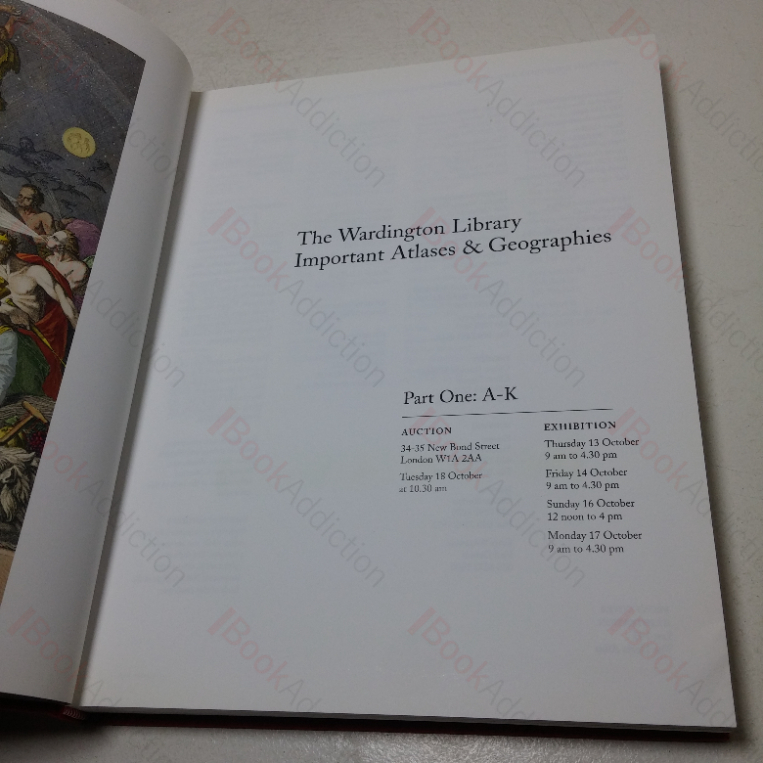 The Wardington Library
Important Atlases & Geographies
Part One: A-K
AUCTION
34-35 New Bond Street
London W1A 2AA
Tuesday 18 October
at 10.30 am
EXHIBITION
Thursday 13 October
9 am to 4.30 pm
Friday 14 October
9 am to 4.30 pm
Sunday 16 October
12 noon to 4 pm
Monday 17 October
9 am to 4.30 pm
BookAddiction